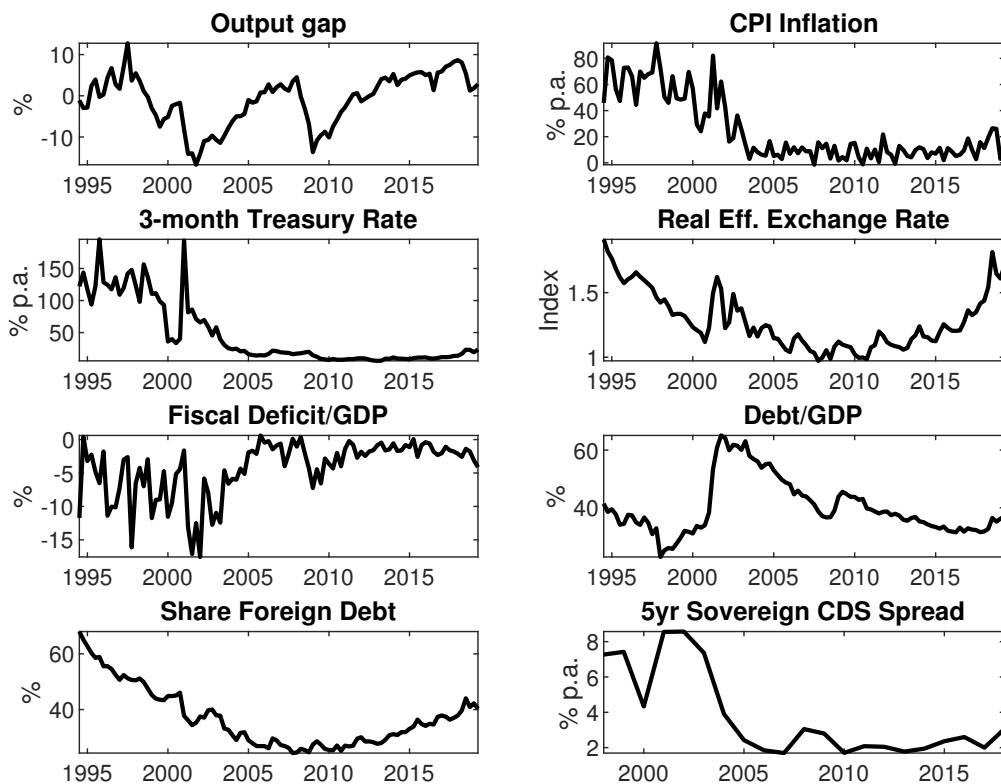 Output gap
%
10
0
-10
1995 2000 2005 2010 2015
CPI Inflation
% p.a.
80
60
40
20
0
1995 2000 2005 2010 2015
3-month Treasury Rate
% p.a.
150
100
50
1995 2000 2005 2010 2015
Real Eff. Exchange Rate
Index
1.5
1
1995 2000 2005 2010 2015
Fiscal Deficit/GDP
%
0
-5
-10
-15
1995 2000 2005 2010 2015
Debt/GDP
%
60
40
1995 2000 2005 2010 2015
Share Foreign Debt
%
60
40
1995 2000 2005 2010 2015
5yr Sovereign CDS Spread
% p.a.
8
6
4
2
2000 2005 2010 2015